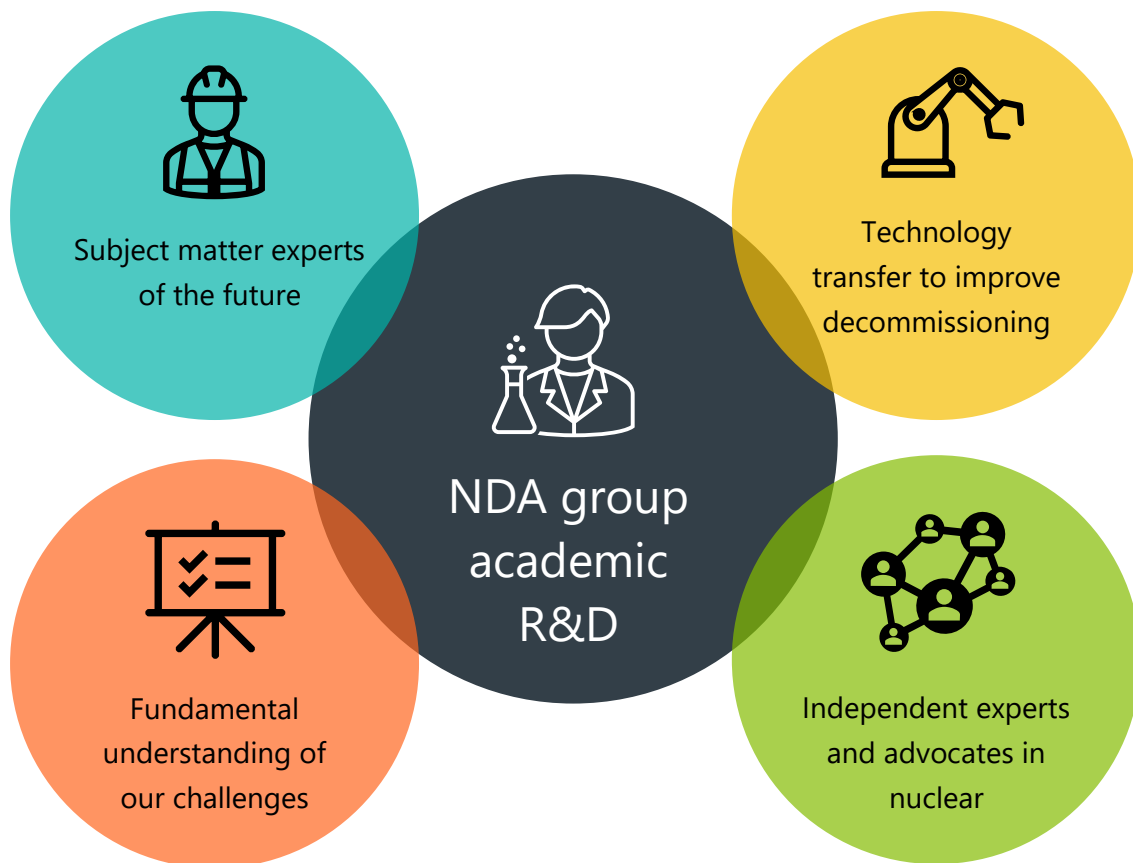 Subject matter experts
of the future
Technology
transfer to improve
decommissioning
NDA group
academic
R&D
Fundamental
understanding of
our challenges
Independent experts
and advocates in
nuclear